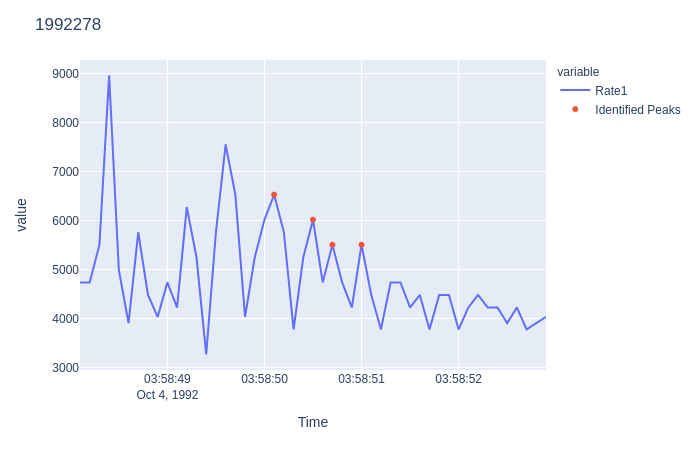 1992278
variable
Rate1
Identified Peaks
value
9000
8000
7000
6000
5000
4000
3000
03:58:49
03:58:50
03:58:51
03:58:52
Oct 4, 1992
Time